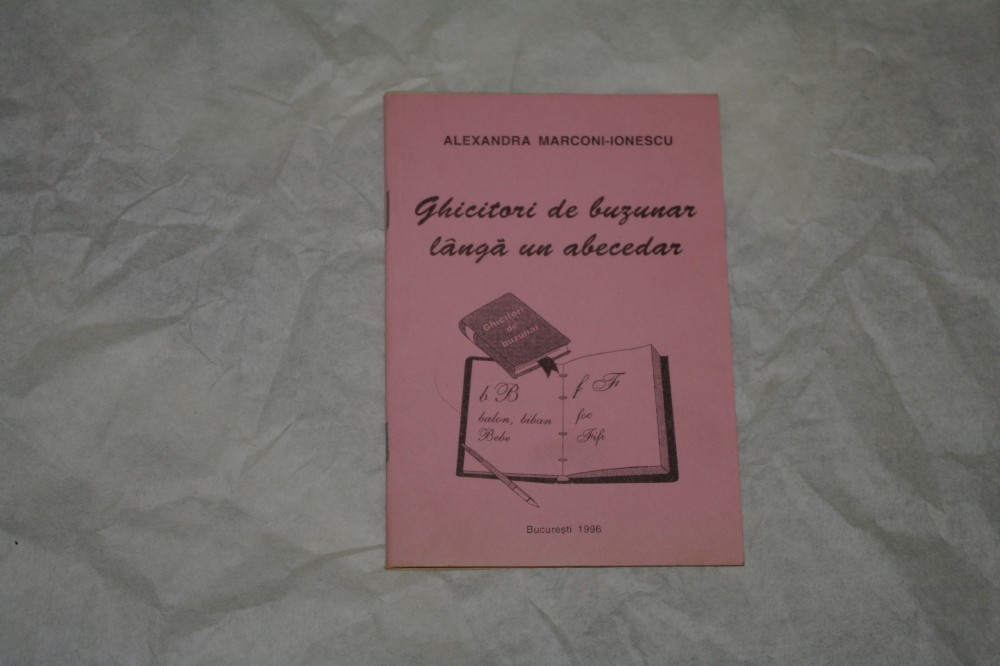 ALEXANDRA MARCONI-IONESCU
Ghicitori de buzunar
lângă un abecedar
Ghicitori
de
buzunar
b B
balon, biban
Bebe
f F
foc
Fifi
București 1996